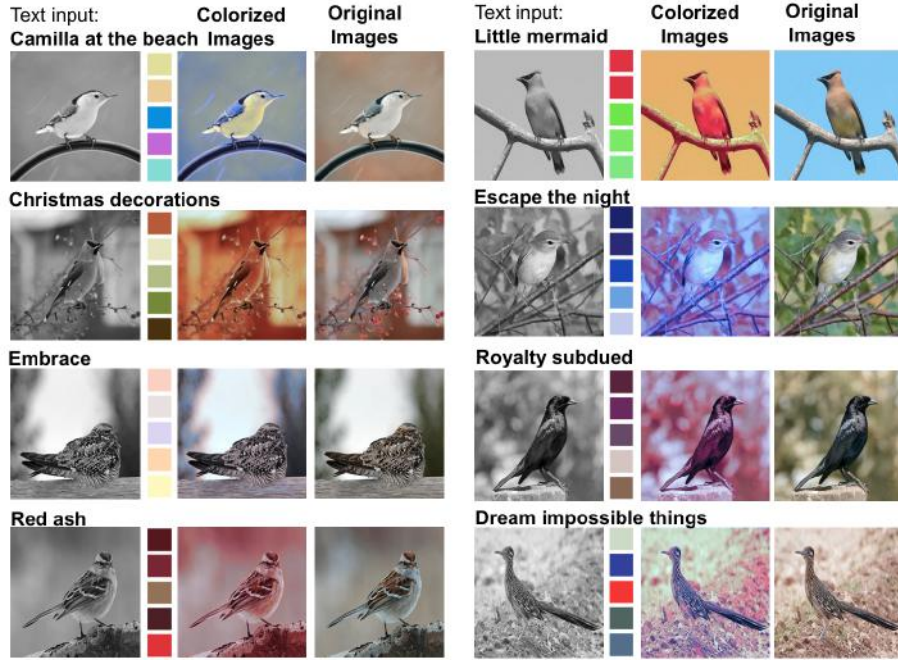 Text input:
Camilla at the beach
Colorized
Images
Original
Images
Christmas decorations
Embrace
Red ash
Text input:
Little mermaid
Colorized
Images
Original
Images
Escape the night
Royalty subdued
Dream impossible things